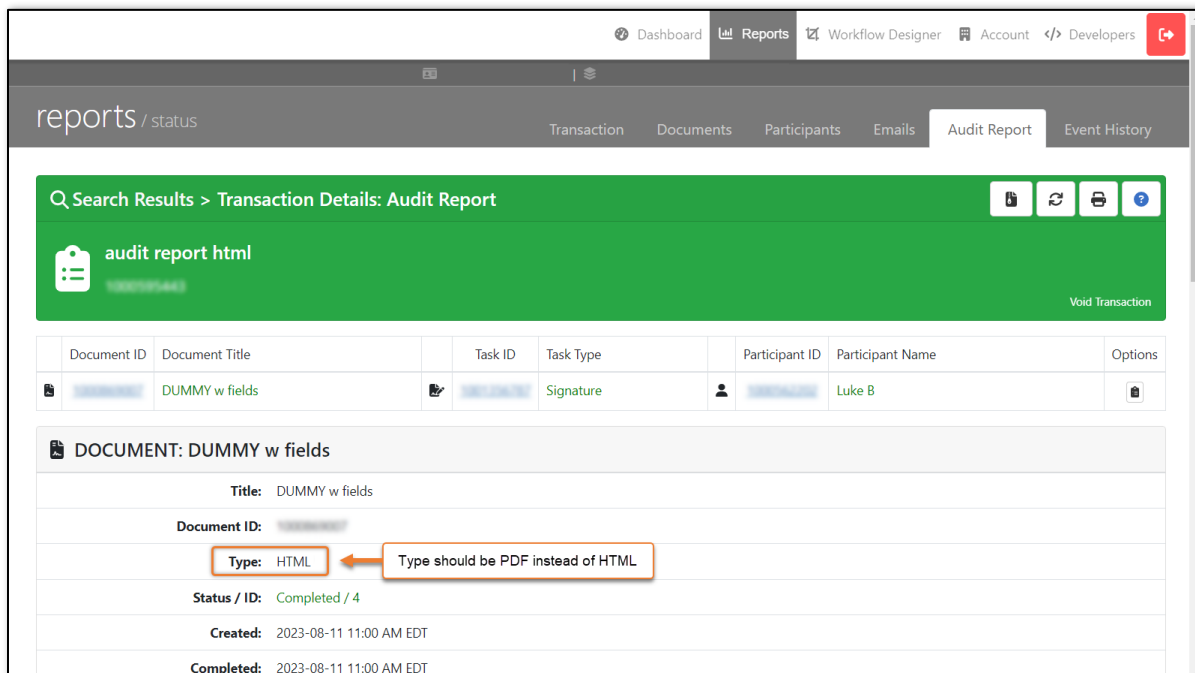 Dashboard Reports Workflow Designer Account </> Developers
|
reports / status
Transaction Documents Participants Emails Audit Report Event History
Search Results > Transaction Details: Audit Report
audit report html
Void Transaction
Document ID Document Title Task ID Task Type Participant ID Participant Name Options
DUMMY w fields Signature Luke B
DOCUMENT: DUMMY w fields
Title: DUMMY w fields
Document ID:
Type: HTML Type should be PDF instead of HTML
Status / ID: Completed / 4
Created: 2023-08-11 11:00 AM EDT
Completed: 2023-08-11 11:00 AM EDT